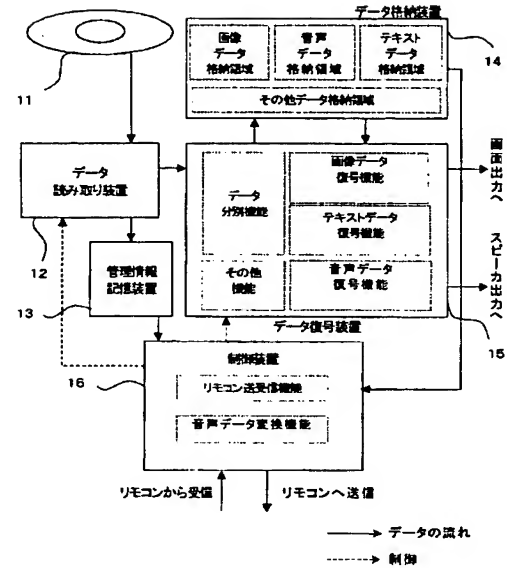 データ格納装置
画像
データ
格納領域
音声
データ
格納領域
テキスト
データ
格納領域
14
その他データ格納領域
11
データ
読み取り装置
12
データ
分別機能
画像データ
復号機能
テキストデータ
復号機能
その他
機能
音声データ
復号機能
画面出力へ
スピーカ出力へ
管理情報
記憶装置
13
データ復号装置
15
制御装置
16
リモコン送受信機能
音声データ変換機能
リモコンから受信
リモコンへ送信
データの流れ
制御